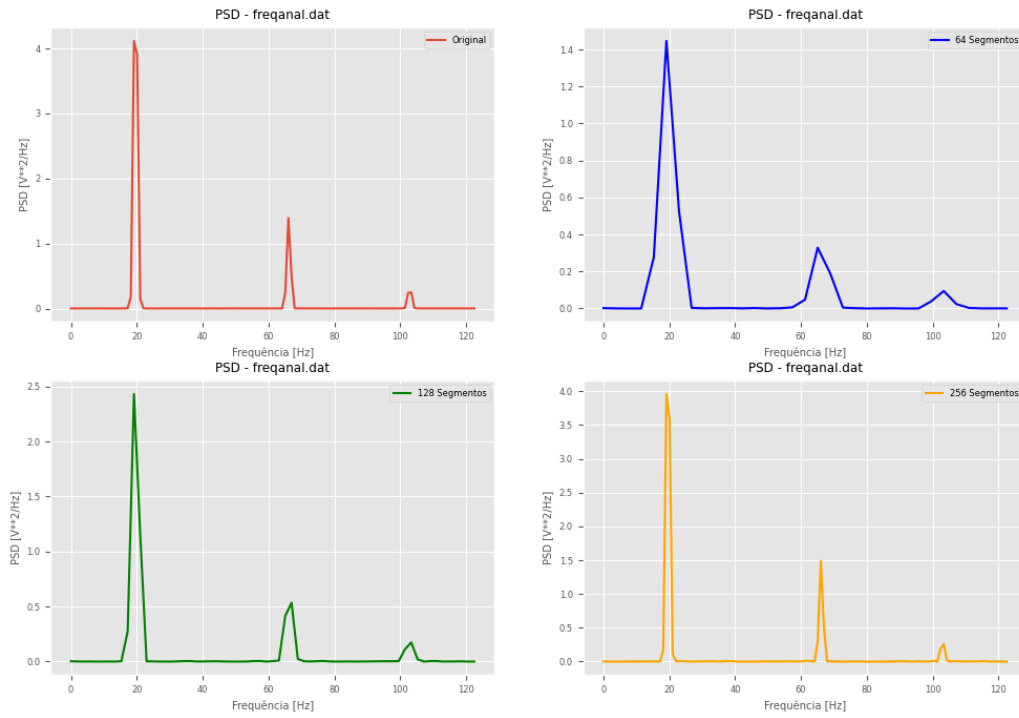 PSD - freqanal.dat
Original
PSD [V**2/Hz]
4
3
2
1
0
0 20 40 60 80 100 120
Frequência [Hz]
PSD - freqanal.dat
64 Segmentos
PSD [V**2/Hz]
1.4
1.2
1.0
0.8
0.6
0.4
0.2
0.0
0 20 40 60 80 100 120
Frequência [Hz]
PSD - freqanal.dat
128 Segmentos
PSD [V**2/Hz]
2.5
2.0
1.5
1.0
0.5
0.0
0 20 40 60 80 100 120
Frequência [Hz]
PSD - freqanal.dat
256 Segmentos
PSD [V**2/Hz]
4.0
3.5
3.0
2.5
2.0
1.5
1.0
0.5
0.0
0 20 40 60 80 100 120
Frequência [Hz]